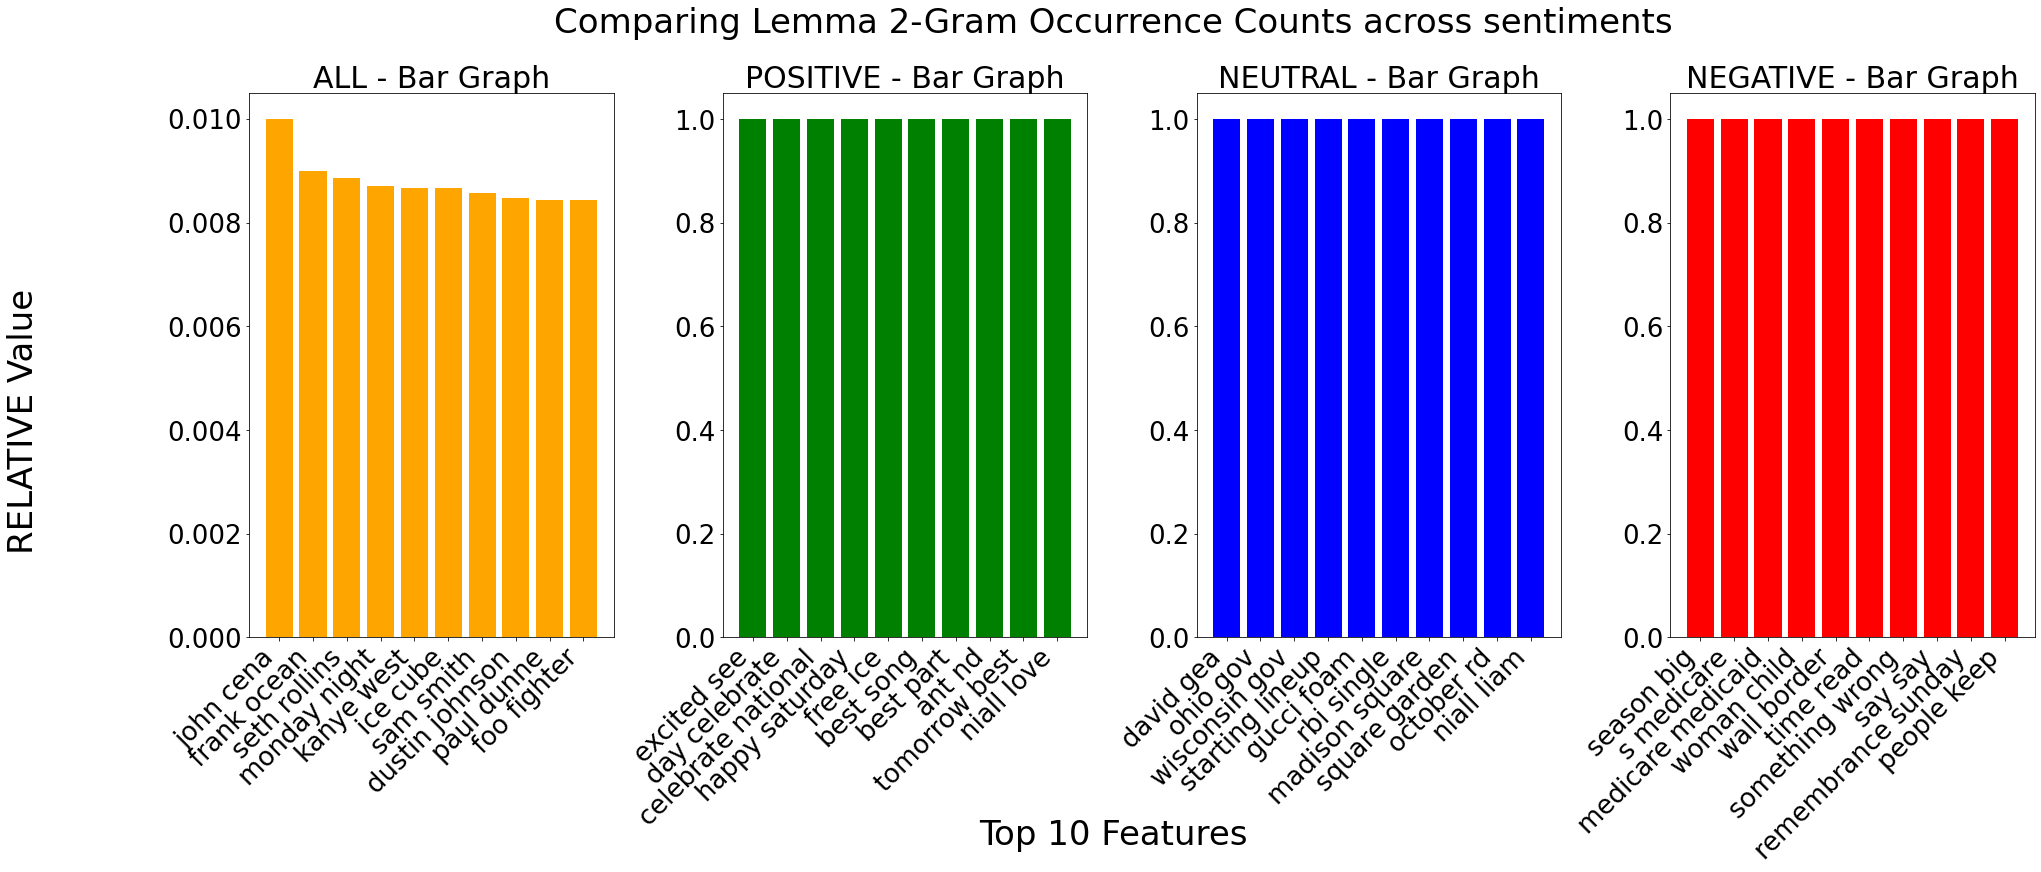 Comparing Lemma 2-Gram Occurrence Counts across sentiments
RELATIVE Value
ALL - Bar Graph
0.010
0.008
0.006
0.004
0.002
0.000
john cena
frank ocean
seth rollins
monday night
kanye west
ice cube
sam smith
dustin johnson
paul dunne
foo fighter
POSITIVE - Bar Graph
1.0
0.8
0.6
0.4
0.2
0.0
excited see
day celebrate
celebrate national
happy saturday
free ice
best song
best part
ant nd
tomorrow best
niall love
NEUTRAL - Bar Graph
1.0
0.8
0.6
0.4
0.2
0.0
david gea
ohio gov
wisconsin gov
starting lineup
gucci foam
rbi single
madison square
square garden
october rd
niall liam
NEGATIVE - Bar Graph
1.0
0.8
0.6
0.4
0.2
0.0
season big
s medicare
medicare medicaid
woman child
wall border
time read
something wrong
say say
remembrance sunday
people keep
Top 10 Features